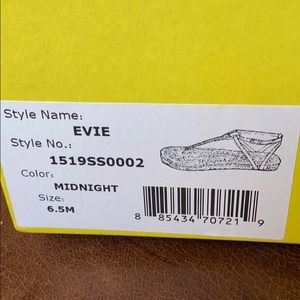 Style Name:
EVIE
Style No.:
1519SS0002
Color:
MIDNIGHT
Size:
6.5M
8 85434 70721 9